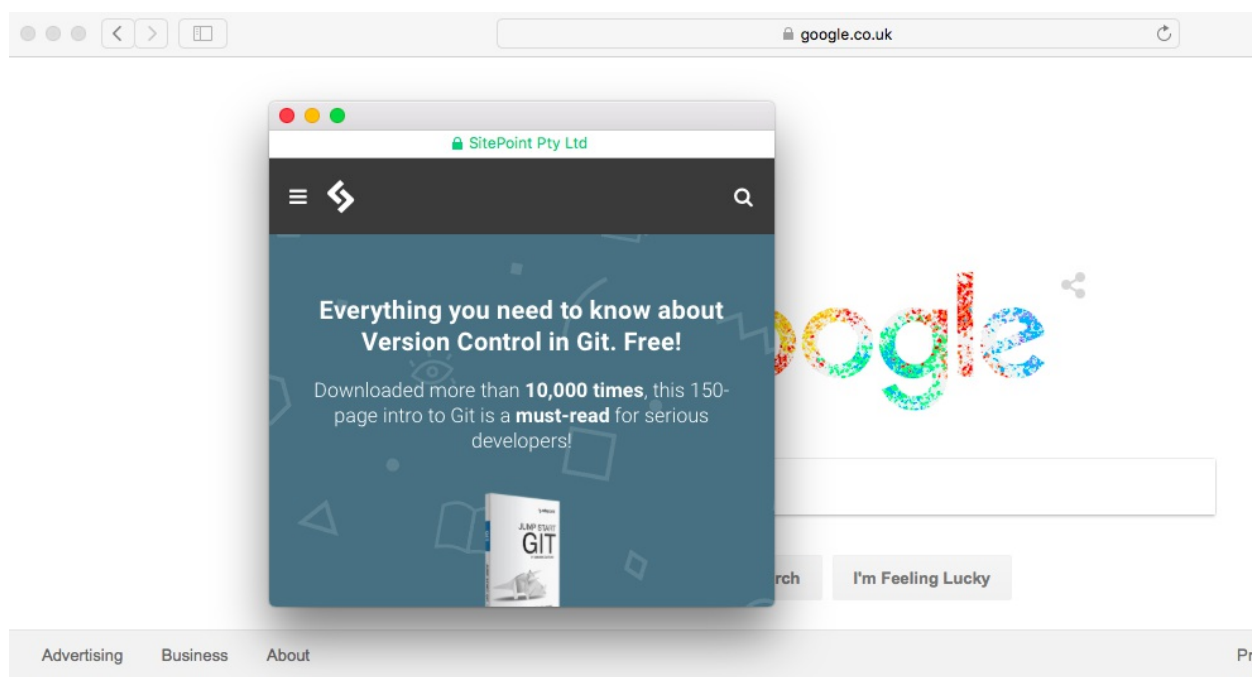 google.co.uk
SitePoint Pty Ltd
Everything you need to know about
Version Control in Git. Free!
Downloaded more than 10,000 times, this 150-
page intro to Git is a must-read for serious
developers!
JUMP START
GIT
oogle
rch
I'm Feeling Lucky
Advertising Business About Pr